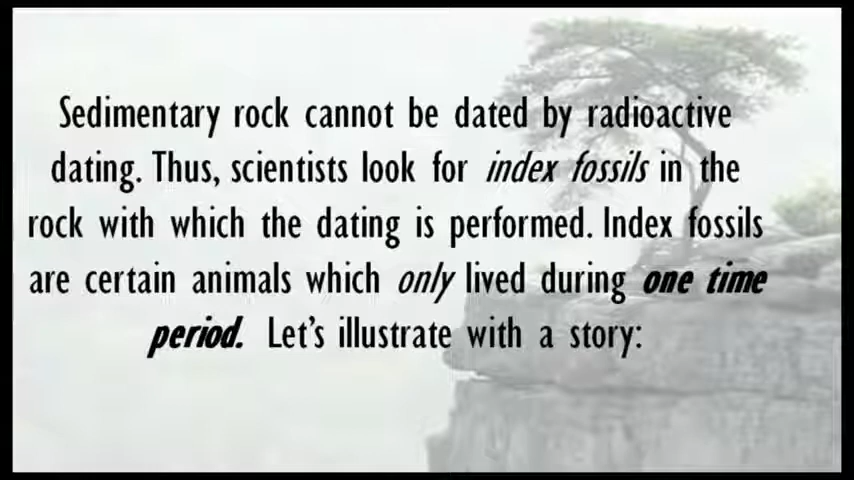 Sedimentary rock cannot be dated by radioactive
dating. Thus, scientists look for index fossils in the
rock with which the dating is performed. Index fossils
are certain animals which only lived during one time
period. Let's illustrate with a story: